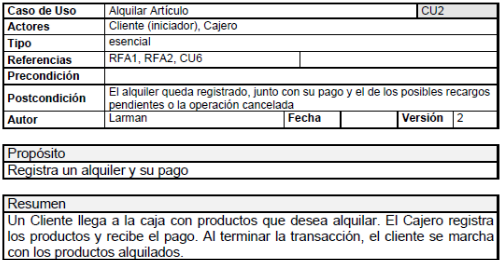 Caso de Uso Alquilar Artículo CU2
Actores Cliente (iniciador), Cajero
Tipo esencial
Referencias RFA1, RFA2, CU6
Precondición
Postcondición El alquiler queda registrado, junto con su pago y el de los posibles recargos
pendientes o la operación cancelada
Autor Larman Fecha Versión 2
Propósito
Registra un alquiler y su pago
Resumen
Un Cliente llega a la caja con productos que desea alquilar. El Cajero registra
los productos y recibe el pago. Al terminar la transacción, el cliente se marcha
con los productos alquilados.